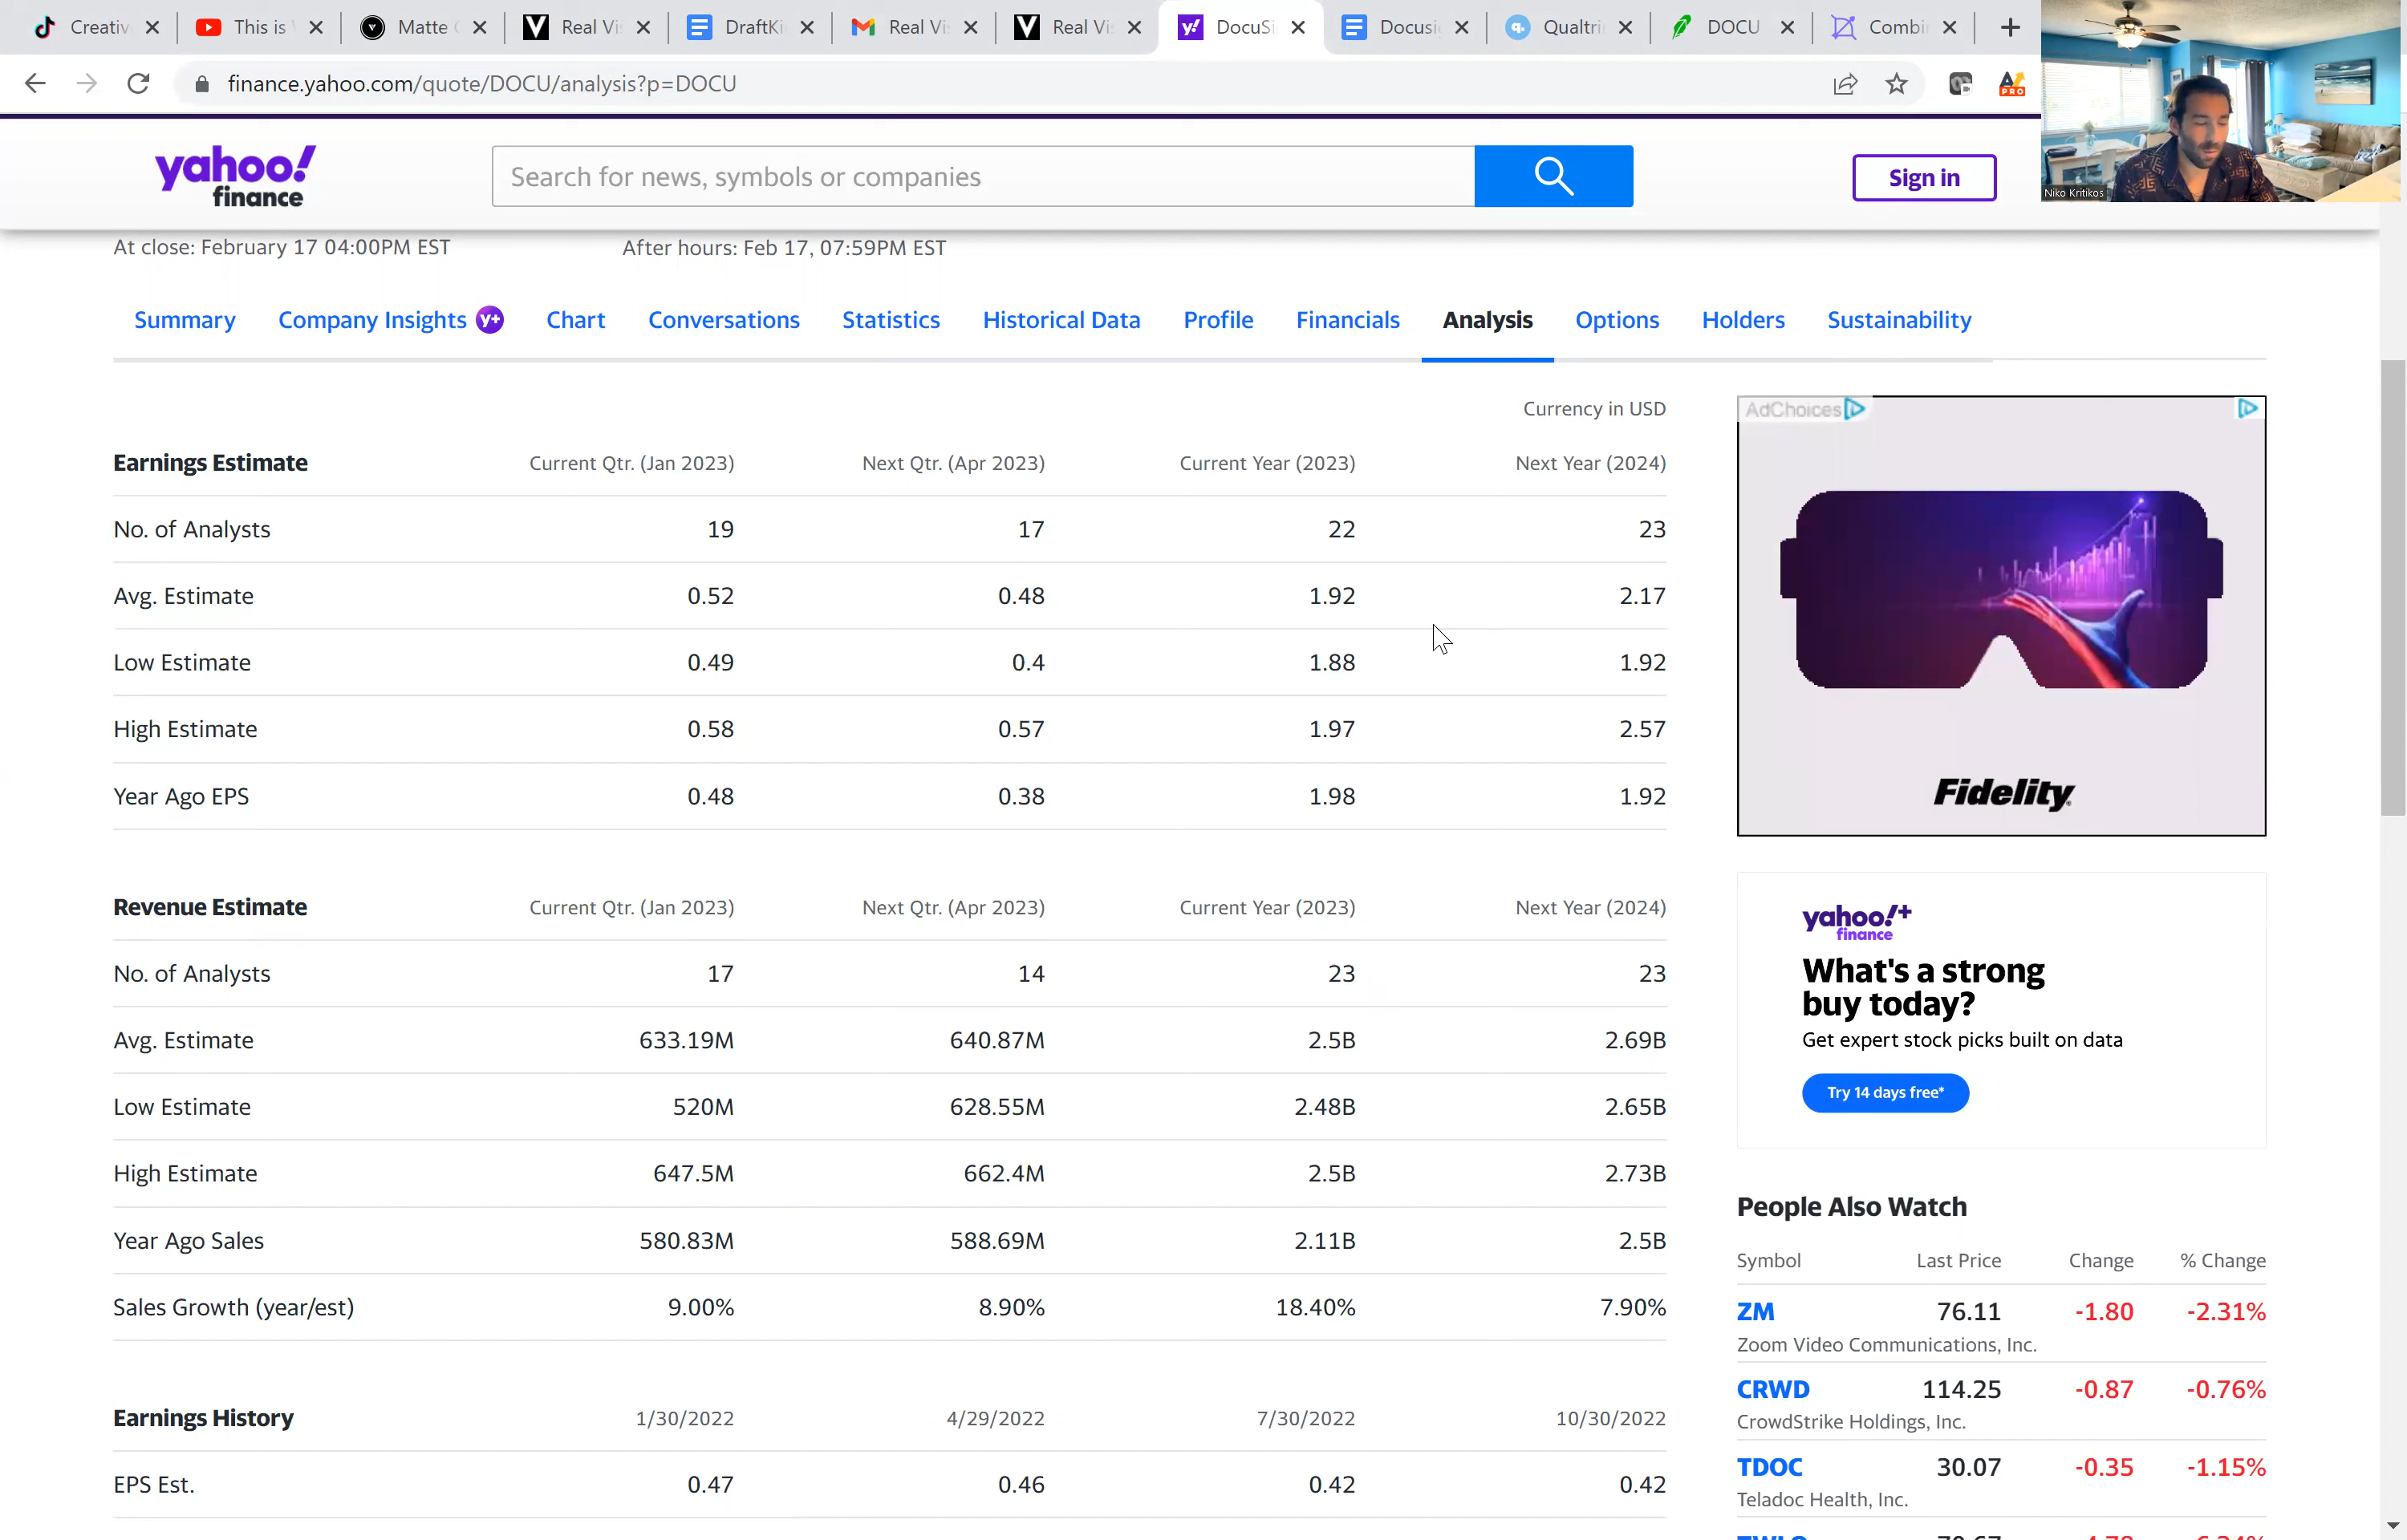 Creativ
This is
Matte
Real Vi
DraftKi
Real Vi
Real Vi
DocuSi
Docusi
Qualtri
DOCU
Combi
finance.yahoo.com/quote/DOCU/analysis?p=DOCU
PRO
yahoo!
finance
Search for news, symbols or companies
Sign in
Niko Kritikos
At close: February 17 04:00PM EST After hours: Feb 17, 07:59PM EST
Summary Company Insights y+ Chart Conversations Statistics Historical Data Profile Financials Analysis Options Holders Sustainability
Currency in USD
Earnings Estimate Current Qtr. (Jan 2023) Next Qtr. (Apr 2023) Current Year (2023) Next Year (2024)
No. of Analysts 19 17 22 23
Avg. Estimate 0.52 0.48 1.92 2.17
Low Estimate 0.49 0.4 1.88 1.92
High Estimate 0.58 0.57 1.97 2.57
Year Ago EPS 0.48 0.38 1.98 1.92
Revenue Estimate Current Qtr. (Jan 2023) Next Qtr. (Apr 2023) Current Year (2023) Next Year (2024)
No. of Analysts 17 14 23 23
Avg. Estimate 633.19M 640.87M 2.5B 2.69B
Low Estimate 520M 628.55M 2.48B 2.65B
High Estimate 647.5M 662.4M 2.5B 2.73B
Year Ago Sales 580.83M 588.69M 2.11B 2.5B
Sales Growth (year/est) 9.00% 8.90% 18.40% 7.90%
Earnings History 1/30/2022 4/29/2022 7/30/2022 10/30/2022
EPS Est. 0.47 0.46 0.42 0.42
AdChoices
Fidelity
yahoo!+
finance
What's a strong
buy today?
Get expert stock picks built on data
Try 14 days free*
People Also Watch
Symbol Last Price Change % Change
ZM 76.11 -1.80 -2.31%
Zoom Video Communications, Inc.
CRWD 114.25 -0.87 -0.76%
CrowdStrike Holdings, Inc.
TDOC 30.07 -0.35 -1.15%
Teladoc Health, Inc.